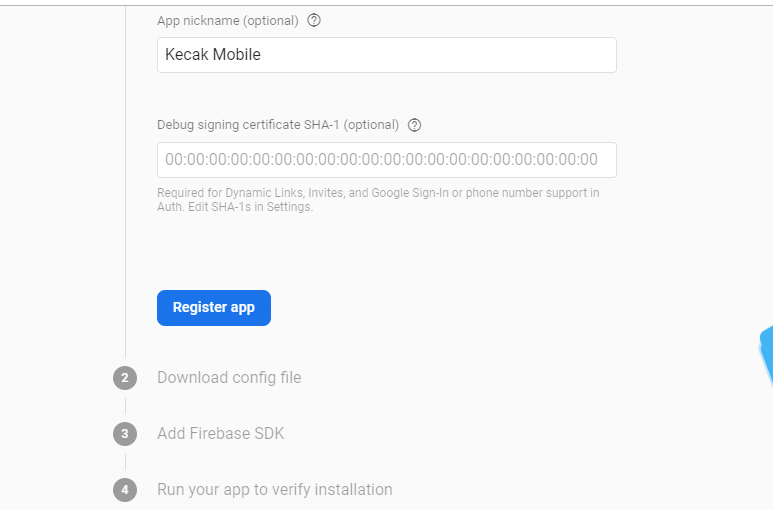 App nickname (optional)
Kecak Mobile
Debug signing certificate SHA-1 (optional)
00:00:00:00:00:00:00:00:00:00:00:00:00:00:00:00:00:00:00:00
Required for Dynamic Links, Invites, and Google Sign-In or phone number support in
Auth. Edit SHA-1s in Settings.
Register app
2 Download config file
3 Add Firebase SDK
4 Run your app to verify installation